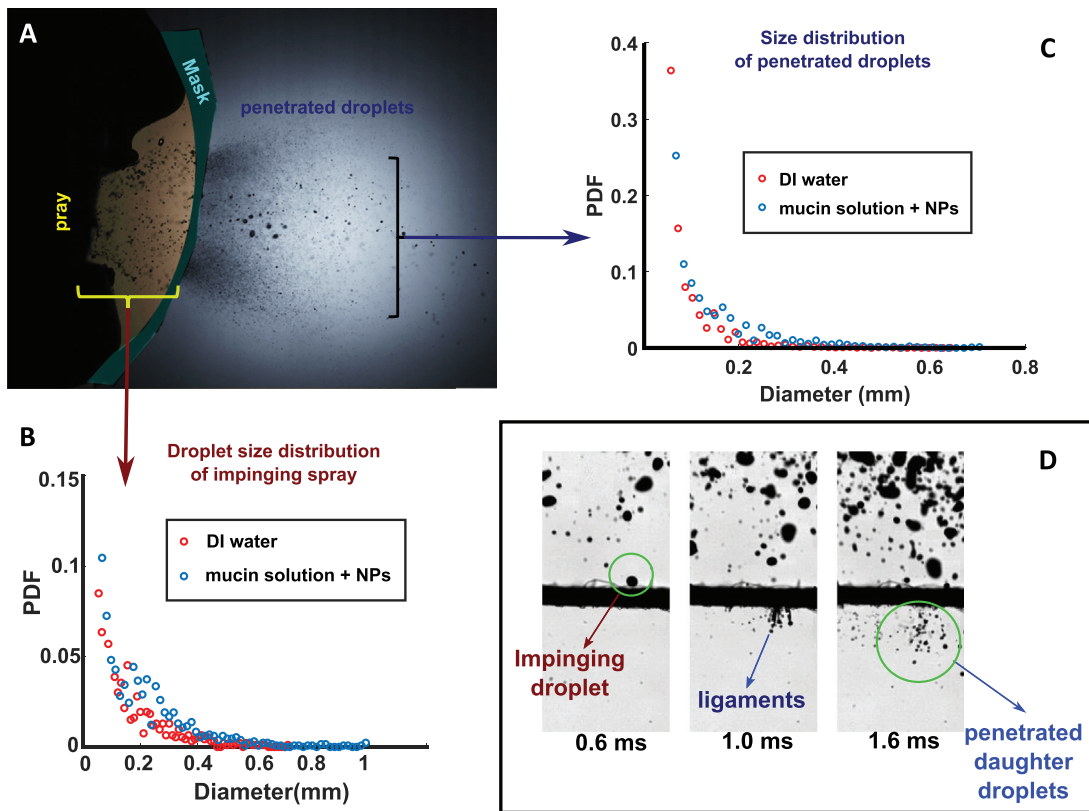 A
Mask
penetrated droplets
pray
C
Size distribution
of penetrated droplets
0.4
0.3
0.2
0.1
0
PDF
DI water
mucin solution + NPs
0.2
0.4
0.6
0.8
Diameter (mm)
B
Droplet size distribution
of impinging spray
0.15
0.1
0.05
0
PDF
DI water
mucin solution + NPs
0
0.2
0.4
0.6
0.8
1
Diameter(mm)
D
Impinging
droplet
ligaments
0.6 ms
1.0 ms
1.6 ms
penetrated
daughter
droplets